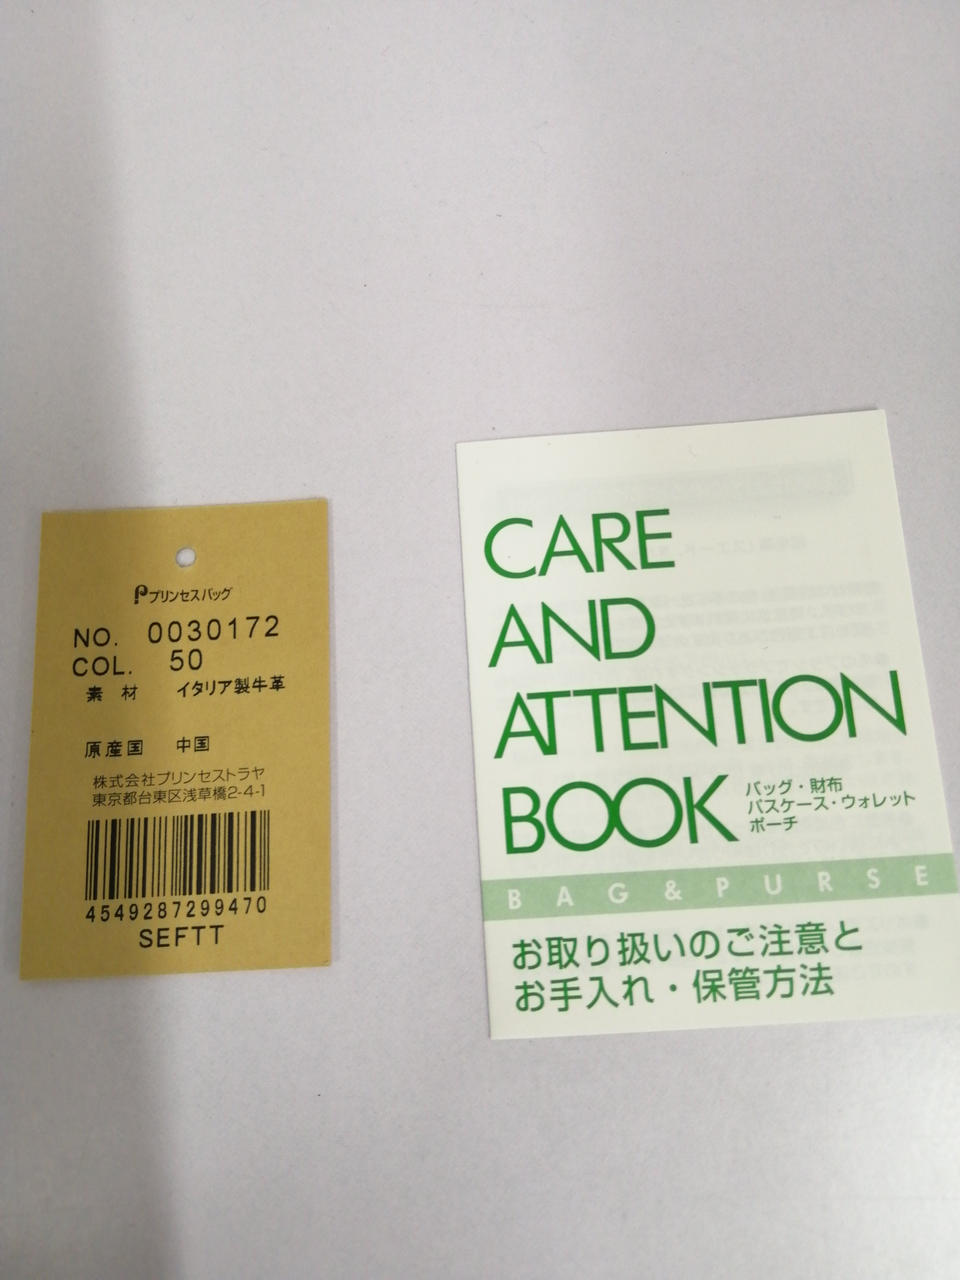 プリンセスバッグ
NO. 0030172
COL. 50
素 材 イタリア製牛革
原産国 中国
株式会社プリンセストラヤ
東京都台東区浅草橋2-4-1
4549287299470
SEFTT
CARE
AND
ATTENTION
BOOK
バッグ・財布
パスケース・ウォレット
ポーチ
BAG&PURSE
お取り扱いのご注意と
お手入れ・保管方法